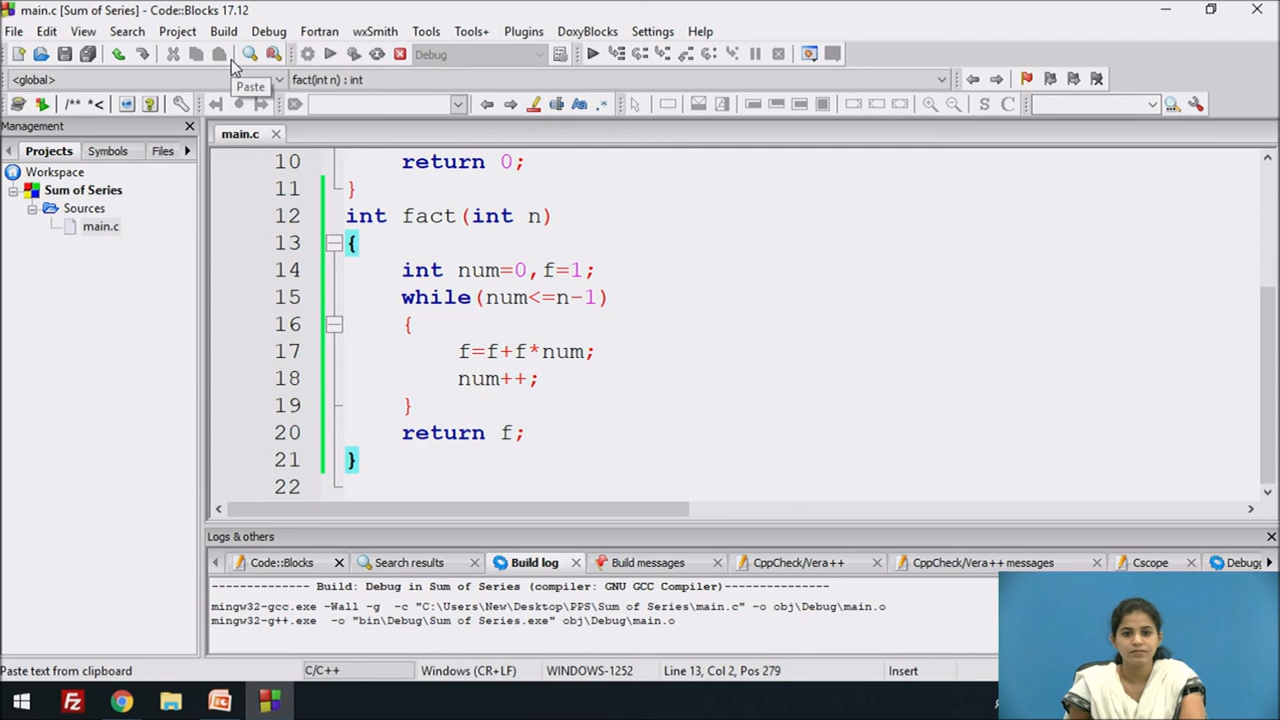 main.c [Sum of Series] - Code::Blocks 17.12
File Edit View Search Project Build Debug Fortran wxSmith Tools Tools+ Plugins DoxyBlocks Settings Help
Debug
<global> fact(int n) : int
Paste
/** *<
S C
Management
main.c
Projects Symbols Files
Workspace
Sum of Series
Sources
main.c
10 return 0;
11 }
12 int fact(int n)
13 {
14 int num=0,f=1;
15 while(num<=n-1)
16 {
17 f=f+f*num;
18 num++;
19 }
20 return f;
21 }
22
Logs & others
Code::Blocks Search results Build log Build messages CppCheck/Vera++ CppCheck/Vera++ messages Cscope Debug
-------------- Build: Debug in Sum of Series (compiler: GNU GCC Compiler)---------------
mingw32-gcc.exe -Wall -g -c "C:\Users\New\Desktop\PPS\Sum of Series\main.c" -o obj\Debug\main.o
mingw32-g++.exe -o "bin\Debug\Sum of Series.exe" obj\Debug\main.o
Paste text from clipboard C/C++ Windows (CR+LF) WINDOWS-1252 Line 13, Col 2, Pos 279 Insert